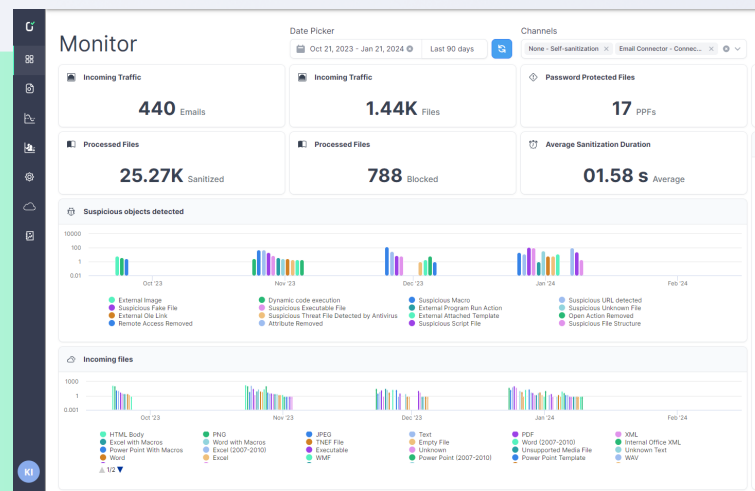 Monitor
Date Picker
Oct 21, 2023 - Jan 21, 2024
Last 90 days
Channels
None - Self-sanitization ×
Email Connector - Connec... ×
Incoming Traffic
440 Emails
Incoming Traffic
1.44K Files
Password Protected Files
17 PPFs
Processed Files
25.27K Sanitized
Processed Files
788 Blocked
Average Sanitization Duration
01.58 s Average
Suspicious objects detected
10000
100
1
0.01
Oct '23
Nov '23
Dec '23
Jan '24
Feb '24
External Image
Dynamic code execution
Suspicious Macro
Suspicious URL detected
Suspicious Fake File
Suspicious Executable File
External Program Run Action
Suspicious Unknown File
External Ole Link
Suspicious Threat File Detected by Antivirus
External Attached Template
Open Action Removed
Remote Access Removed
Attribute Removed
Suspicious Script File
Suspicious File Structure
Incoming files
1000
1
0.001
Oct '23
Nov '23
Dec '23
Jan '24
Feb '24
HTML Body
PNG
JPEG
Text
PDF
XML
Excel with Macros
Word with Macros
TNEF File
Empty File
Word (2007-2010)
Internal Office XML
Power Point With Macros
Excel (2007-2010)
Executable
Unknown
Unsupported Media File
Unknown Text
Word
Excel
WMF
Power Point (2007-2010)
Power Point Template
WAV
1/2
KI